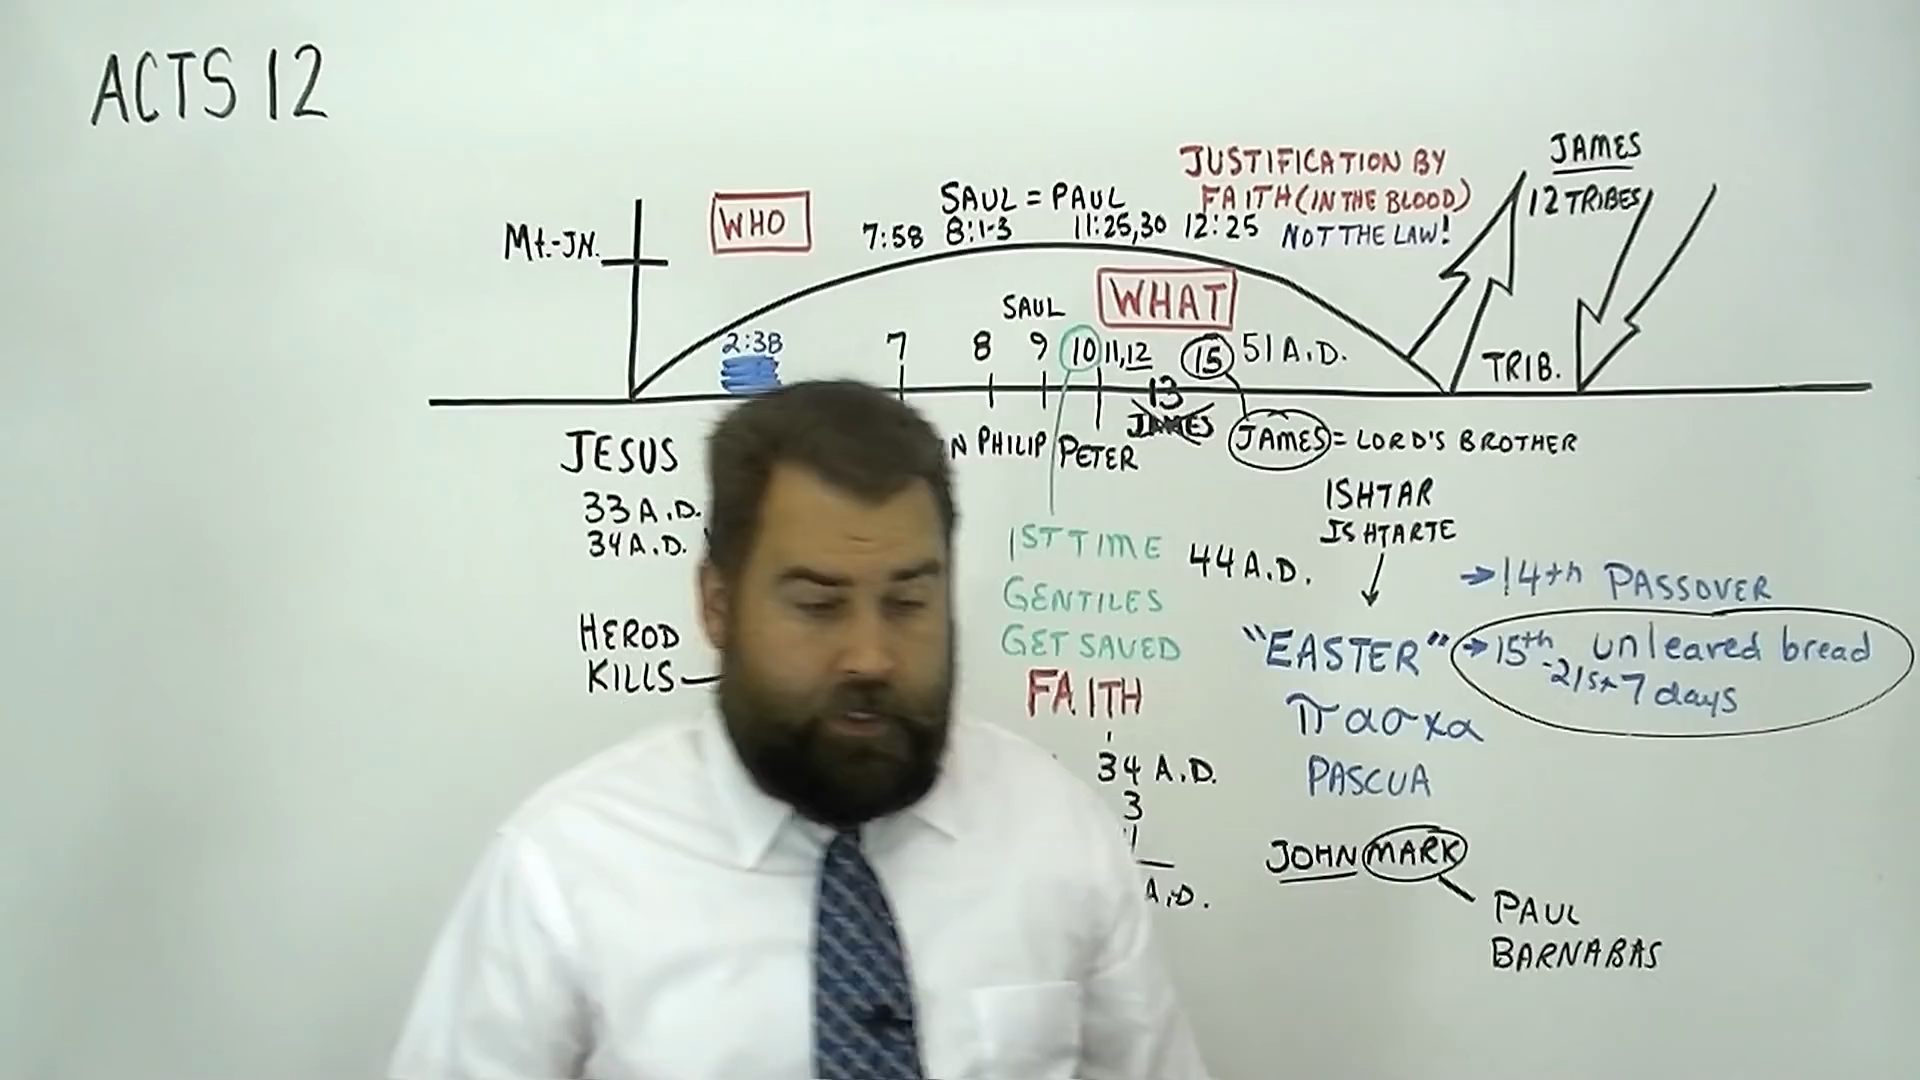 ACTS 12
JAMES
12 TRIBES
JUSTIFICATION BY
FAITH (IN THE BLOOD)
NOT THE LAW!
SAUL = PAUL
7:58 8:1-3 11:25,30 12:25
WHO
Mt.-JN.
WHAT
SAUL
2:38 7 8 9 10 11,12 15 51 A.D.
TRIB.
13
JAMES
JESUS
N PHILIP PETER
JAMES = LORD'S BROTHER
33 A.D.
34 A.D.
ISHTAR
ISHTARTE
1ST TIME
GENTILES
GET SAVED
44 A.D.
→14th PASSOVER
HEROD
KILLS
"EASTER" →15th unleared bread
-21st 7 days
FAITH
πασχα
PASCUA
34 A.D.
3
A.D.
JOHN MARK
PAUL
BARNABAS